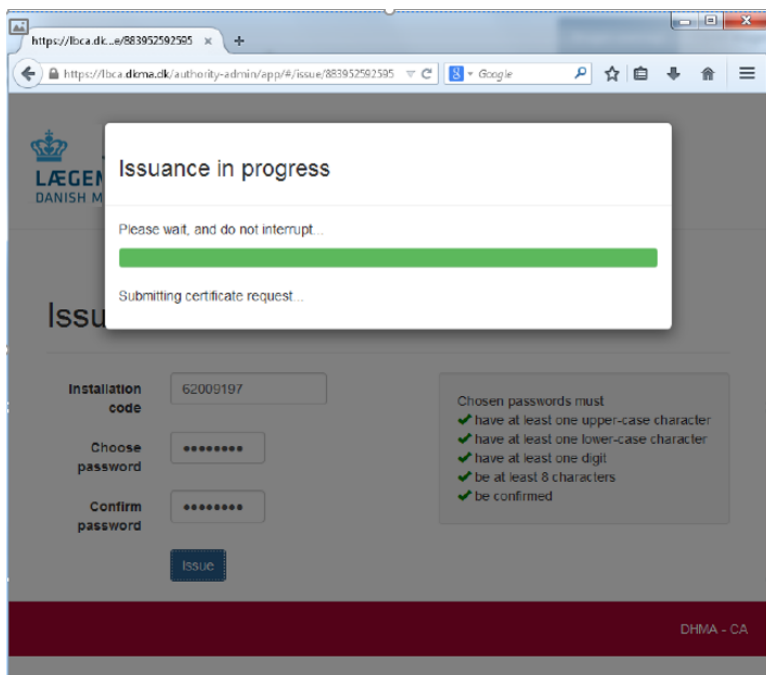 https://lbca.dk...e/883952592595 × +
https://lbca.dkma.dk/authority-admin/app/#/issue/883952592595
Google
LÆGEN
DANISH M
Issuance in progress
Please wait, and do not interrupt...
Submitting certificate request...
Issu
Installation code
62009197
Choose password
Confirm password
Issue
Chosen passwords must
✔ have at least one upper-case character
✔ have at least one lower-case character
✔ have at least one digit
✔ be at least 8 characters
✔ be confirmed
DHMA - CA